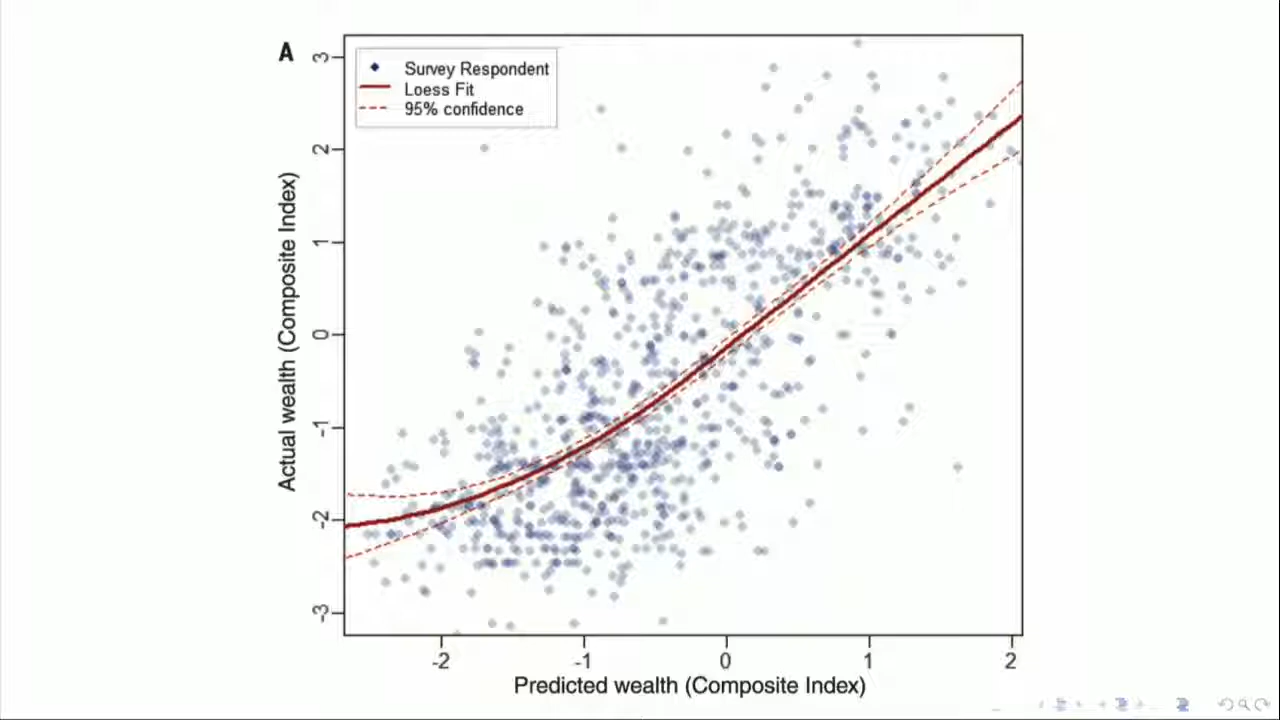 A
Survey Respondent
Loess Fit
95% confidence
3
2
1
0
-1
-2
-3
Actual wealth (Composite Index)
-2 -1 0 1 2
Predicted wealth (Composite Index)